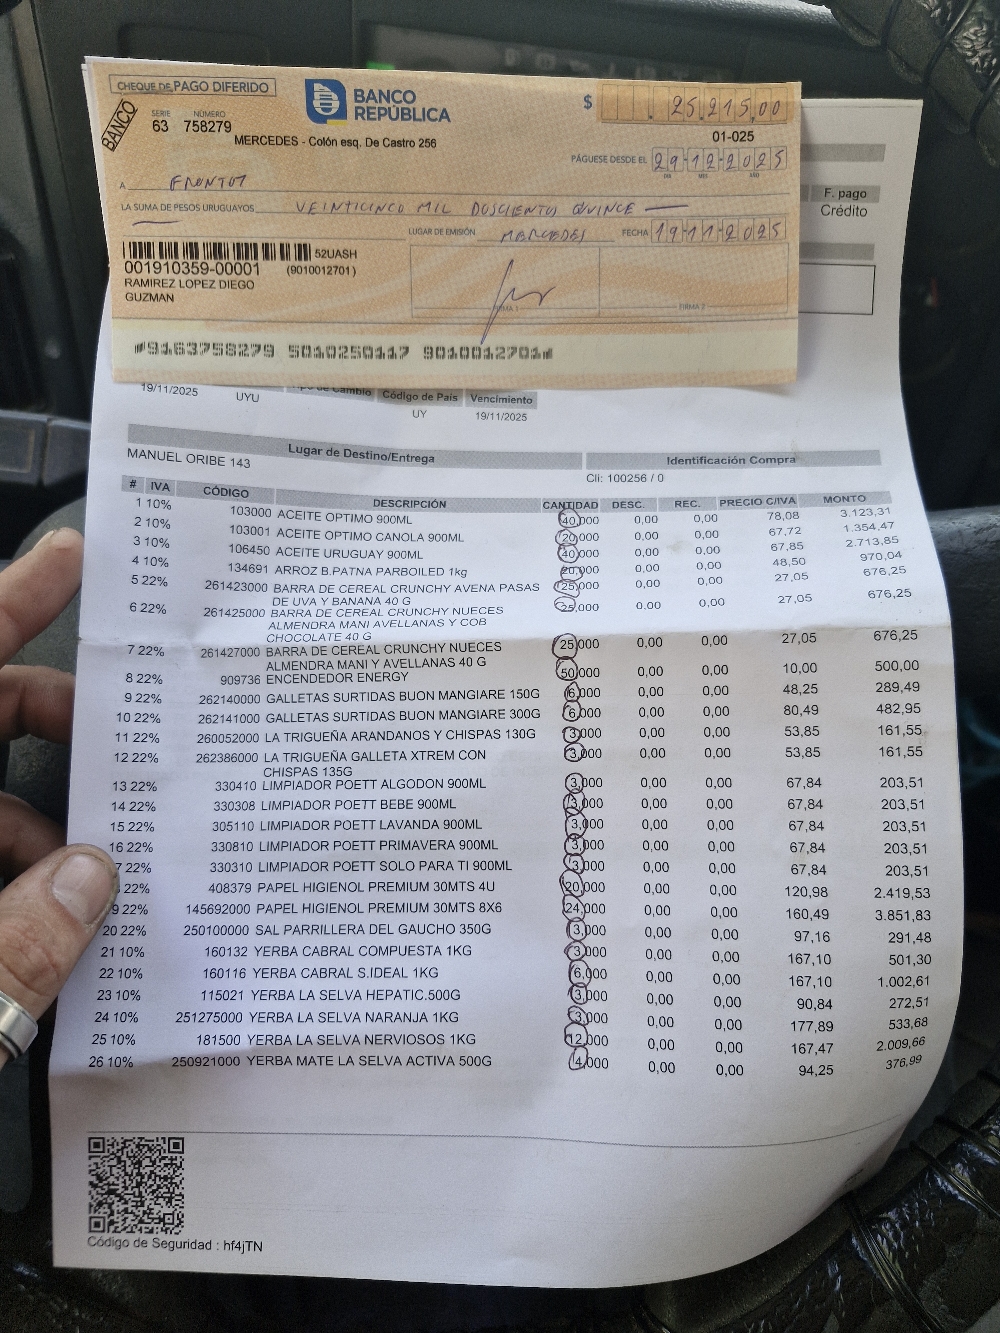 CHEQUE DE PAGO DIFERIDO
BANCO
SERIE NÚMERO
63 758279
BANCO
REPÚBLICA
$ 25.215,00
MERCEDES - Colón esq. De Castro 256
01-025
PÁGUESE DESDE EL 29-12-2025
DIA MES AÑO
A FRONTOT
LA SUMA DE PESOS URUGUAYOS VEINTICINCO MIL DOSCIENTOS QUINCE
LUGAR DE EMISIÓN MERCEDES FECHA 19-11-2025
52UASH
001910359-00001 (9010012701)
RAMIREZ LOPEZ DIEGO
GUZMAN
FIRMA 1 FIRMA 2
9163758279 5010250117 9010012701
F. pago
Crédito
Tipo de Cambio Código de País Vencimiento
19/11/2025 UYU UY 19/11/2025
Lugar de Destino/Entrega Identificación Compra
MANUEL ORIBE 143 Cli: 100256 / 0
# IVA CÓDIGO DESCRIPCIÓN CANTIDAD DESC. REC. PRECIO C/IVA MONTO
1 10% 103000 ACEITE OPTIMO 900ML 40,000 0,00 0,00 78,08 3.123,31
2 10% 103001 ACEITE OPTIMO CANOLA 900ML 20,000 0,00 0,00 67,72 1.354,47
3 10% 106450 ACEITE URUGUAY 900ML 40,000 0,00 0,00 67,85 2.713,85
4 10% 134691 ARROZ B.PATNA PARBOILED 1kg 20,000 0,00 0,00 48,50 970,04
5 22% 261423000 BARRA DE CEREAL CRUNCHY AVENA PASAS 25,000 0,00 0,00 27,05 676,25
DE UVA Y BANANA 40 G
6 22% 261425000 BARRA DE CEREAL CRUNCHY NUECES 25,000 0,00 0,00 27,05 676,25
ALMENDRA MANI AVELLANAS Y COB
CHOCOLATE 40 G
7 22% 261427000 BARRA DE CEREAL CRUNCHY NUECES 25,000 0,00 0,00 27,05 676,25
ALMENDRA MANI Y AVELLANAS 40 G
8 22% 909736 ENCENDEDOR ENERGY 50,000 0,00 0,00 10,00 500,00
9 22% 262140000 GALLETAS SURTIDAS BUON MANGIARE 150G 6,000 0,00 0,00 48,25 289,49
10 22% 262141000 GALLETAS SURTIDAS BUON MANGIARE 300G 6,000 0,00 0,00 80,49 482,95
11 22% 260052000 LA TRIGUEÑA ARANDANOS Y CHISPAS 130G 3,000 0,00 0,00 53,85 161,55
12 22% 262386000 LA TRIGUEÑA GALLETA XTREM CON 3,000 0,00 0,00 53,85 161,55
CHISPAS 135G
13 22% 330410 LIMPIADOR POETT ALGODON 900ML 3,000 0,00 0,00 67,84 203,51
14 22% 330308 LIMPIADOR POETT BEBE 900ML 3,000 0,00 0,00 67,84 203,51
15 22% 305110 LIMPIADOR POETT LAVANDA 900ML 3,000 0,00 0,00 67,84 203,51
16 22% 330810 LIMPIADOR POETT PRIMAVERA 900ML 3,000 0,00 0,00 67,84 203,51
7 22% 330310 LIMPIADOR POETT SOLO PARA TI 900ML 3,000 0,00 0,00 67,84 203,51
22% 408379 PAPEL HIGIENOL PREMIUM 30MTS 4U 20,000 0,00 0,00 120,98 2.419,53
9 22% 145692000 PAPEL HIGIENOL PREMIUM 30MTS 8X6 24,000 0,00 0,00 160,49 3.851,83
20 22% 250100000 SAL PARRILLERA DEL GAUCHO 350G 3,000 0,00 0,00 97,16 291,48
21 10% 160132 YERBA CABRAL COMPUESTA 1KG 3,000 0,00 0,00 167,10 501,30
22 10% 160116 YERBA CABRAL S.IDEAL 1KG 6,000 0,00 0,00 167,10 1.002,61
23 10% 115021 YERBA LA SELVA HEPATIC.500G 3,000 0,00 0,00 90,84 272,51
24 10% 251275000 YERBA LA SELVA NARANJA 1KG 3,000 0,00 0,00 177,89 533,68
25 10% 181500 YERBA LA SELVA NERVIOSOS 1KG 12,000 0,00 0,00 167,47 2.009,66
26 10% 250921000 YERBA MATE LA SELVA ACTIVA 500G 4,000 0,00 0,00 94,25 376,99
Código de Seguridad : hf4jTN